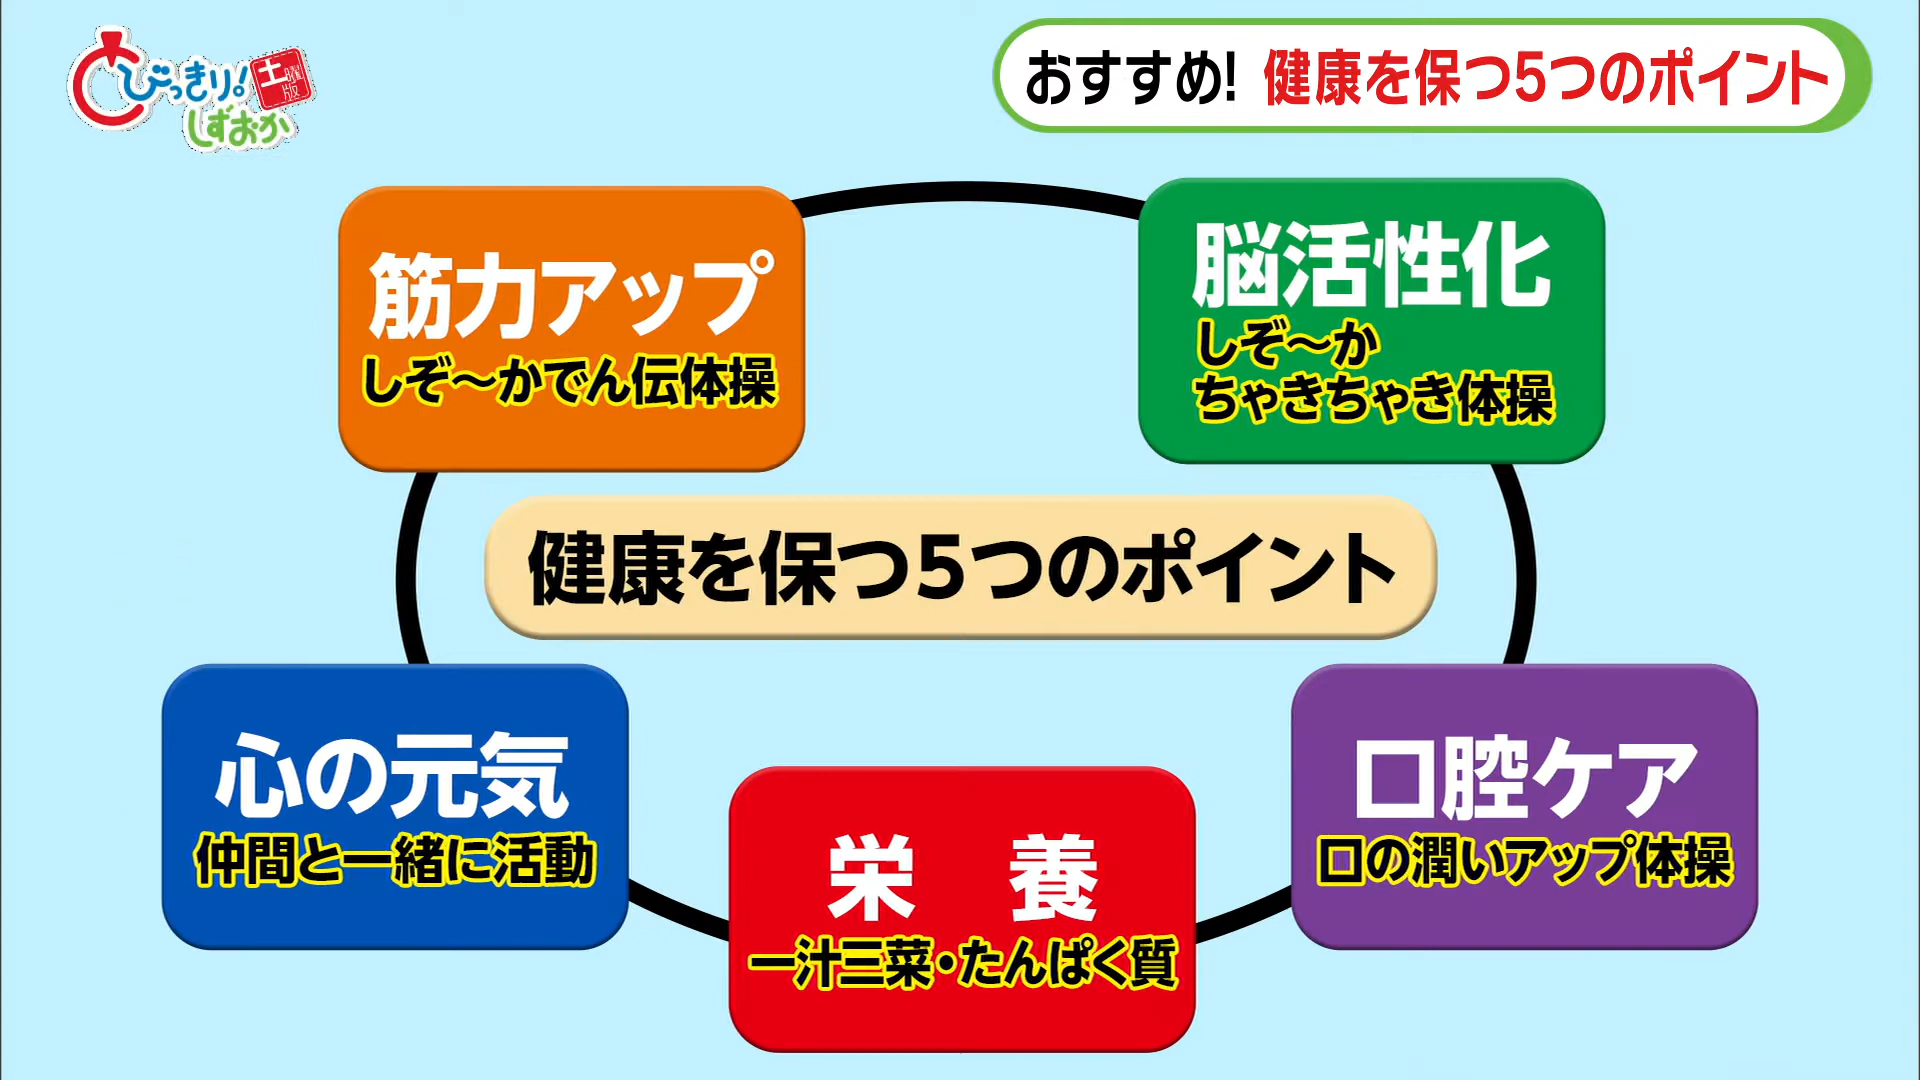 とびっきり!
しずおか
土曜版
おすすめ! 健康を保つ5つのポイント
筋力アップ
しぞ～かでん伝体操
脳活性化
しぞ～か
ちゃきちゃき体操
健康を保つ5つのポイント
心の元気
仲間と一緒に活動
栄　養
一汁三菜・たんぱく質
口腔ケア
口の潤いアップ体操